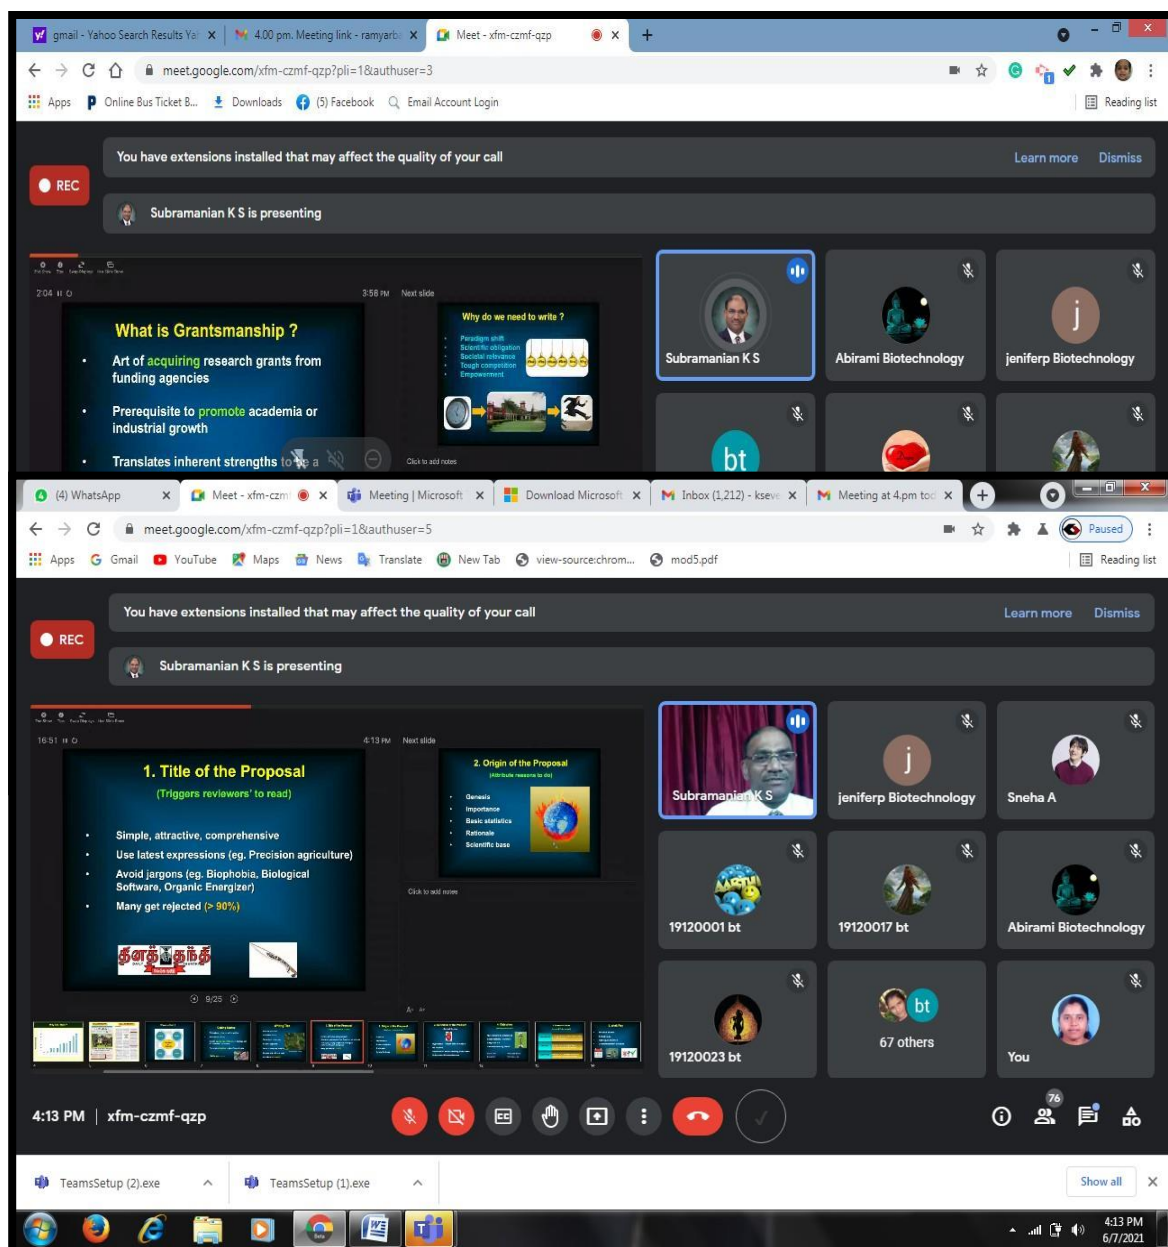 gmail - Yahoo Search Results Ya
4.00 pm. Meeting link - ramyarb
Meet - xfm-czmf-qzp
meet.google.com/xfm-czmf-qzp?pli=1&authuser=3
Apps
Online Bus Ticket B...
Downloads
(5) Facebook
Email Account Login
Reading list
You have extensions installed that may affect the quality of your call
Learn more
Dismiss
REC
Subramanian K S is presenting
2:04
3:58 PM
Next slide
What is Grantsmanship ?
• Art of acquiring research grants from
funding agencies
• Prerequisite to promote academia or
industrial growth
• Translates inherent strengths to be a
Why do we need to write ?
• Paradigm shift
• Scientific obligation
• Societal relevance
• Tough competition
• Empowerment
Click to add notes
Subramanian K S
Abirami Biotechnology
jeniferp Biotechnology
bt
(4) WhatsApp
Meet - xfm-czm
Meeting | Microsoft
Download Microsoft
Inbox (1,212) - kseve
Meeting at 4.pm tod
meet.google.com/xfm-czmf-qzp?pli=1&authuser=5
Paused
Apps
Gmail
YouTube
Maps
News
Translate
New Tab
view-source:chrom...
mod5.pdf
Reading list
You have extensions installed that may affect the quality of your call
Learn more
Dismiss
REC
Subramanian K S is presenting
16:51
4:13 PM
Next slide
1. Title of the Proposal
(Triggers reviewers' to read)
• Simple, attractive, comprehensive
• Use latest expressions (eg. Precision agriculture)
• Avoid jargons (eg. Biophobia, Biological
Software, Organic Energizer)
• Many get rejected (> 90%)
தினத்தந்தி
9/25
2. Origin of the Proposal
(Attribute reasons to do)
• Genesis
• Importance
• Basic statistics
• Rationale
• Scientific base
Click to add notes
Subramanian K S
j
jeniferp Biotechnology
Sneha A
19120001 bt
19120017 bt
Abirami Biotechnology
19120023 bt
bt
67 others
You
4:13 PM | xfm-czmf-qzp
76
TeamsSetup (2).exe
TeamsSetup (1).exe
Show all
4:13 PM
6/7/2021